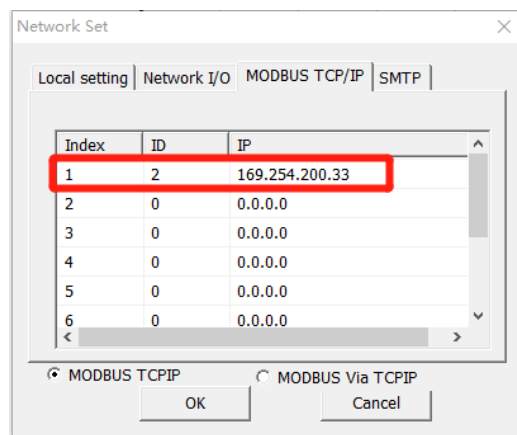 Network Set
Local setting Network I/O MODBUS TCP/IP SMTP
Index ID IP
1 2 169.254.200.33
2 0 0.0.0.0
3 0 0.0.0.0
4 0 0.0.0.0
5 0 0.0.0.0
6 0 0.0.0.0
MODBUS TCPIP MODBUS Via TCPIP
OK Cancel